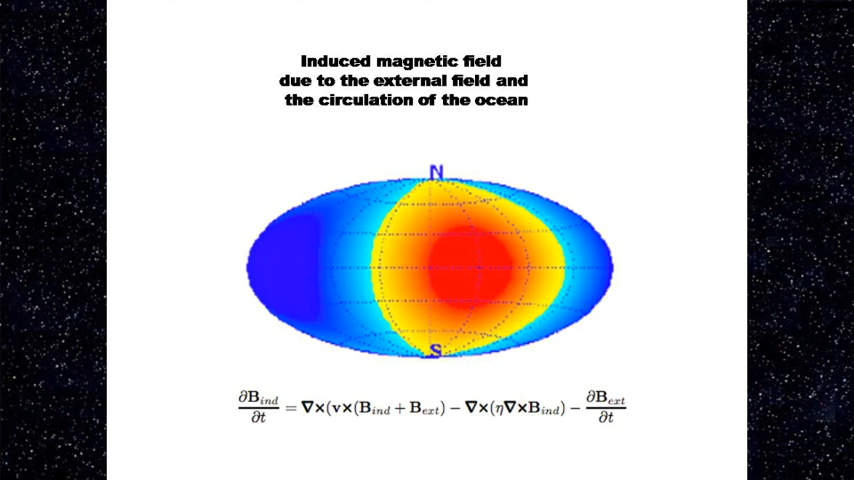 Induced magnetic field
due to the external field and
the circulation of the ocean
N
S
∂B_ind/∂t = ∇×(v×(B_ind + B_ext) − ∇×(η∇×B_ind) − ∂B_ext/∂t